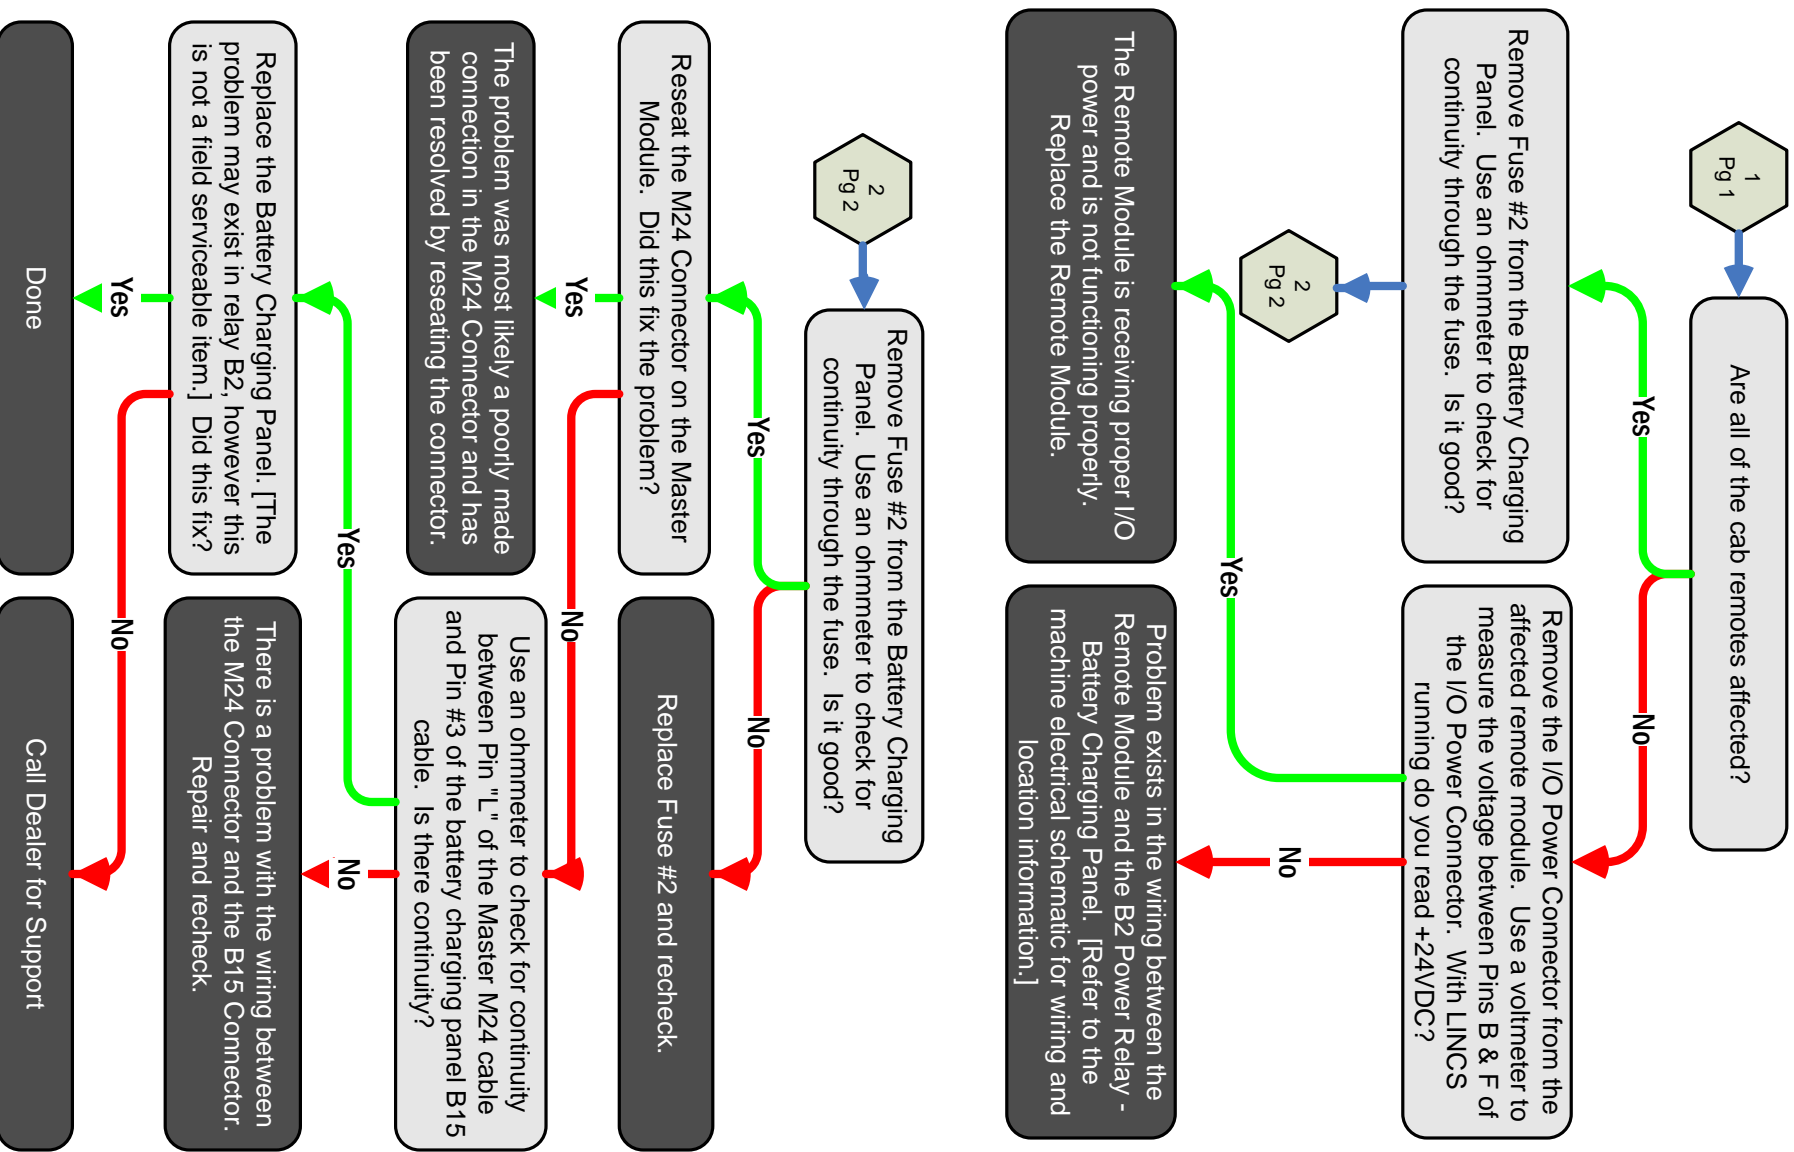 1
Pg 1
Are all of the cab remotes affected?
Yes
No
Remove Fuse #2 from the Battery Charging
Panel. Use an ohmmeter to check for
continuity through the fuse. Is it good?
Remove the I/O Power Connector from the
affected remote module. Use a voltmeter to
measure the voltage between Pins B & F of
the I/O Power Connector. With LINCS
running do you read +24VDC?
2
Pg 2
Yes
No
The Remote Module is receiving proper I/O
power and is not functioning properly.
Replace the Remote Module.
Problem exists in the wiring between the
Remote Module and the B2 Power Relay -
Battery Charging Panel. [Refer to the
machine electrical schematic for wiring and
location information.]
2
Pg 2
Remove Fuse #2 from the Battery Charging
Panel. Use an ohmmeter to check for
continuity through the fuse. Is it good?
Yes
No
Reseat the M24 Connector on the Master
Module. Did this fix the problem?
Replace Fuse #2 and recheck.
Yes
No
The problem was most likely a poorly made
connection in the M24 Connector and has
been resolved by reseating the connector.
Use an ohmmeter to check for continuity
between Pin "L" of the Master M24 cable
and Pin #3 of the battery charging panel B15
cable. Is there continuity?
Yes
No
Replace the Battery Charging Panel. [The
problem may exist in relay B2, however this
is not a field serviceable item.] Did this fix?
There is a problem with the wiring between
the M24 Connector and the B15 Connector.
Repair and recheck.
Yes
No
Done
Call Dealer for Support